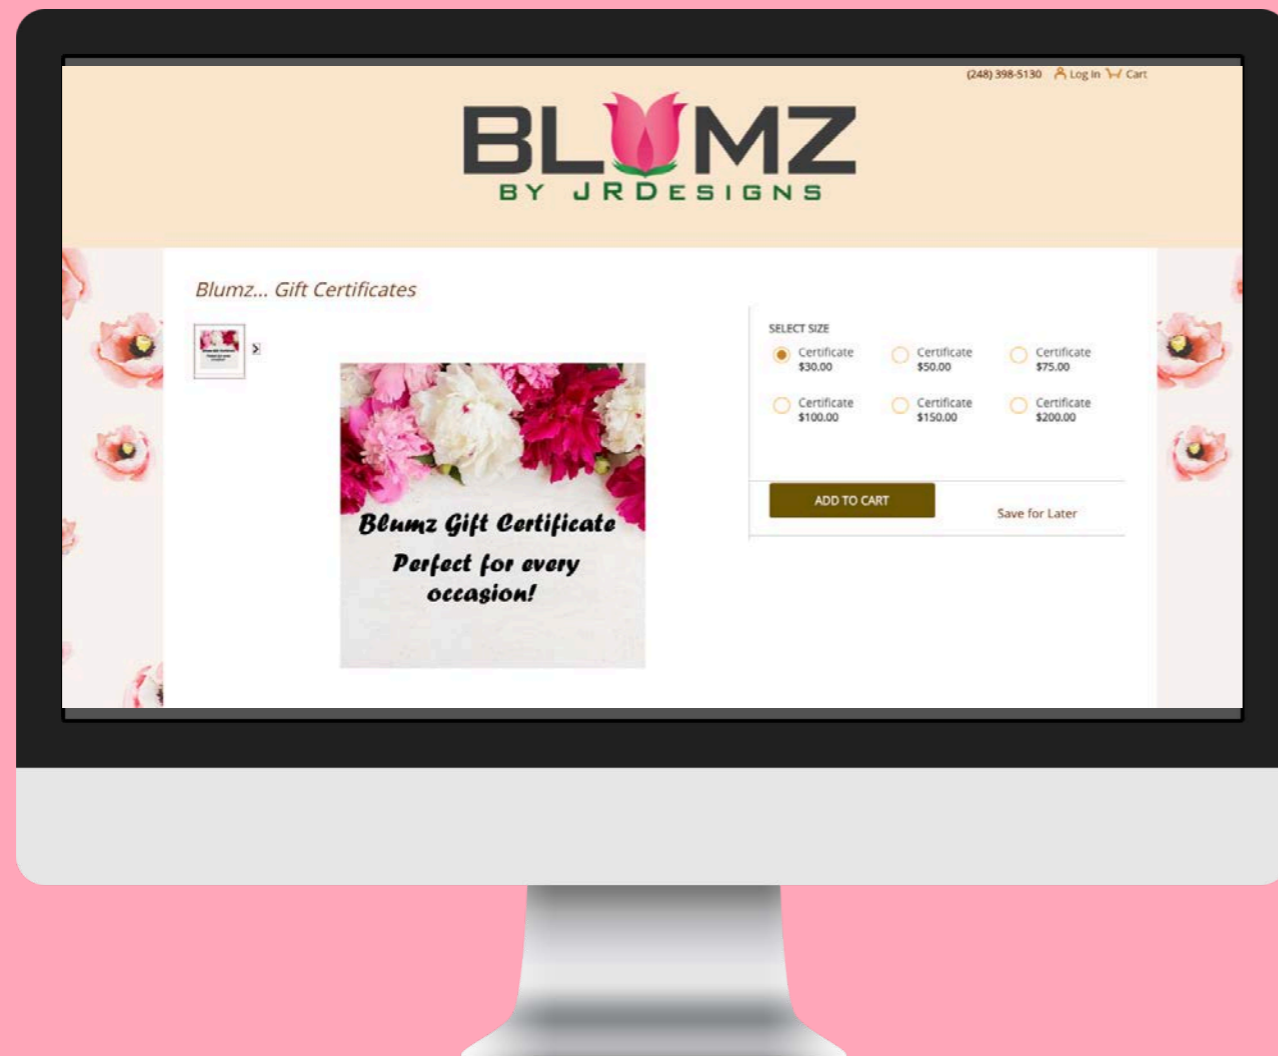 (248) 398-5130 Log In Cart
BLUMZ
BY JRDESIGNS
Blumz... Gift Certificates
Blumz Gift Certificate
Perfect for every
occasion!
SELECT SIZE
Certificate Certificate Certificate
$30.00 $50.00 $75.00
Certificate Certificate Certificate
$100.00 $150.00 $200.00
ADD TO CART
Save for Later